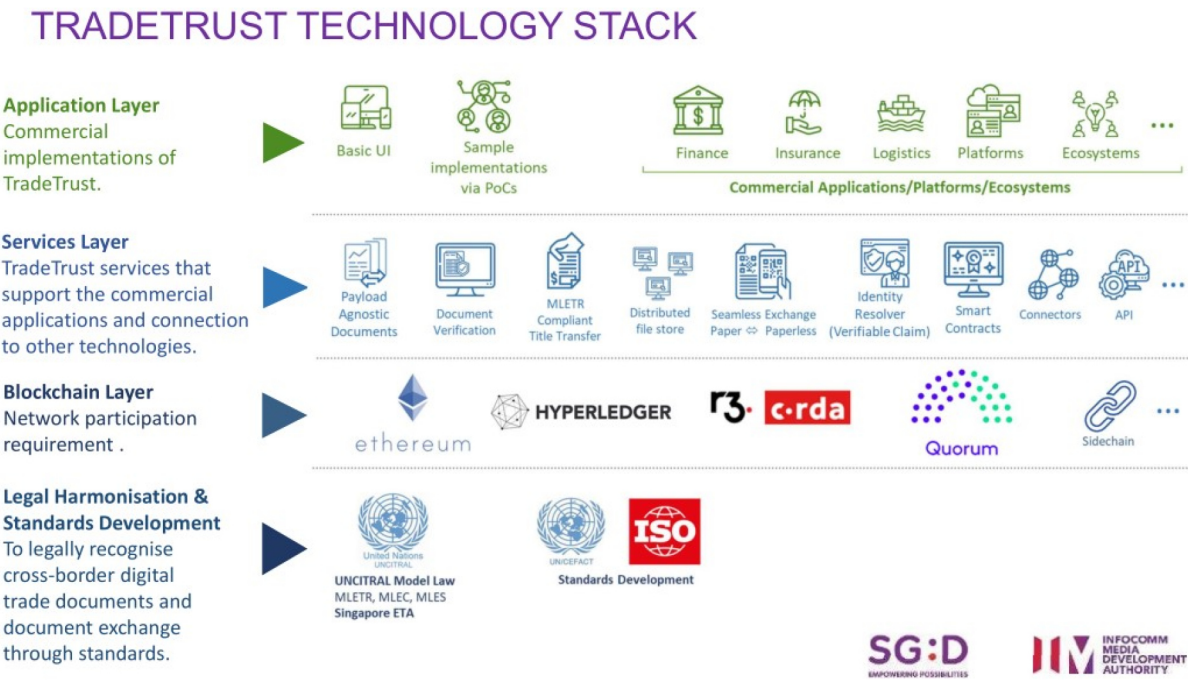 TRADETRUST TECHNOLOGY STACK
Application Layer
Commercial
implementations of
TradeTrust.
Basic UI
Sample
implementations
via PoCs
$
Finance
Insurance
Logistics
Platforms
Ecosystems
...
Commercial Applications/Platforms/Ecosystems
Services Layer
TradeTrust services that
support the commercial
applications and connection
to other technologies.
Payload
Agnostic
Documents
Document
Verification
$
MLETR
Compliant
Title Transfer
Distributed
file store
Seamless Exchange
Paper ⇔ Paperless
Identity
Resolver
(Verifiable Claim)
Smart
Contracts
Connectors
API
API
...
Blockchain Layer
Network participation
requirement .
ethereum
HYPERLEDGER
r3.
c·rda
Quorum
Sidechain
...
Legal Harmonisation &
Standards Development
To legally recognise
cross-border digital
trade documents and
document exchange
through standards.
United Nations
UNCITRAL
UNCITRAL Model Law
MLETR, MLEC, MLES
Singapore ETA
UN/CEFACT
ISO
Standards Development
SG:D
EMPOWERING POSSIBILITIES
IM
INFOCOMM
MEDIA
DEVELOPMENT
AUTHORITY